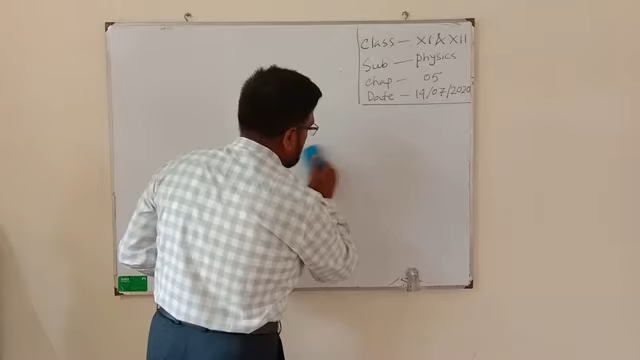 Class — XI & XII
Sub — Physics
Chap — 05
Date — 19/07/2020